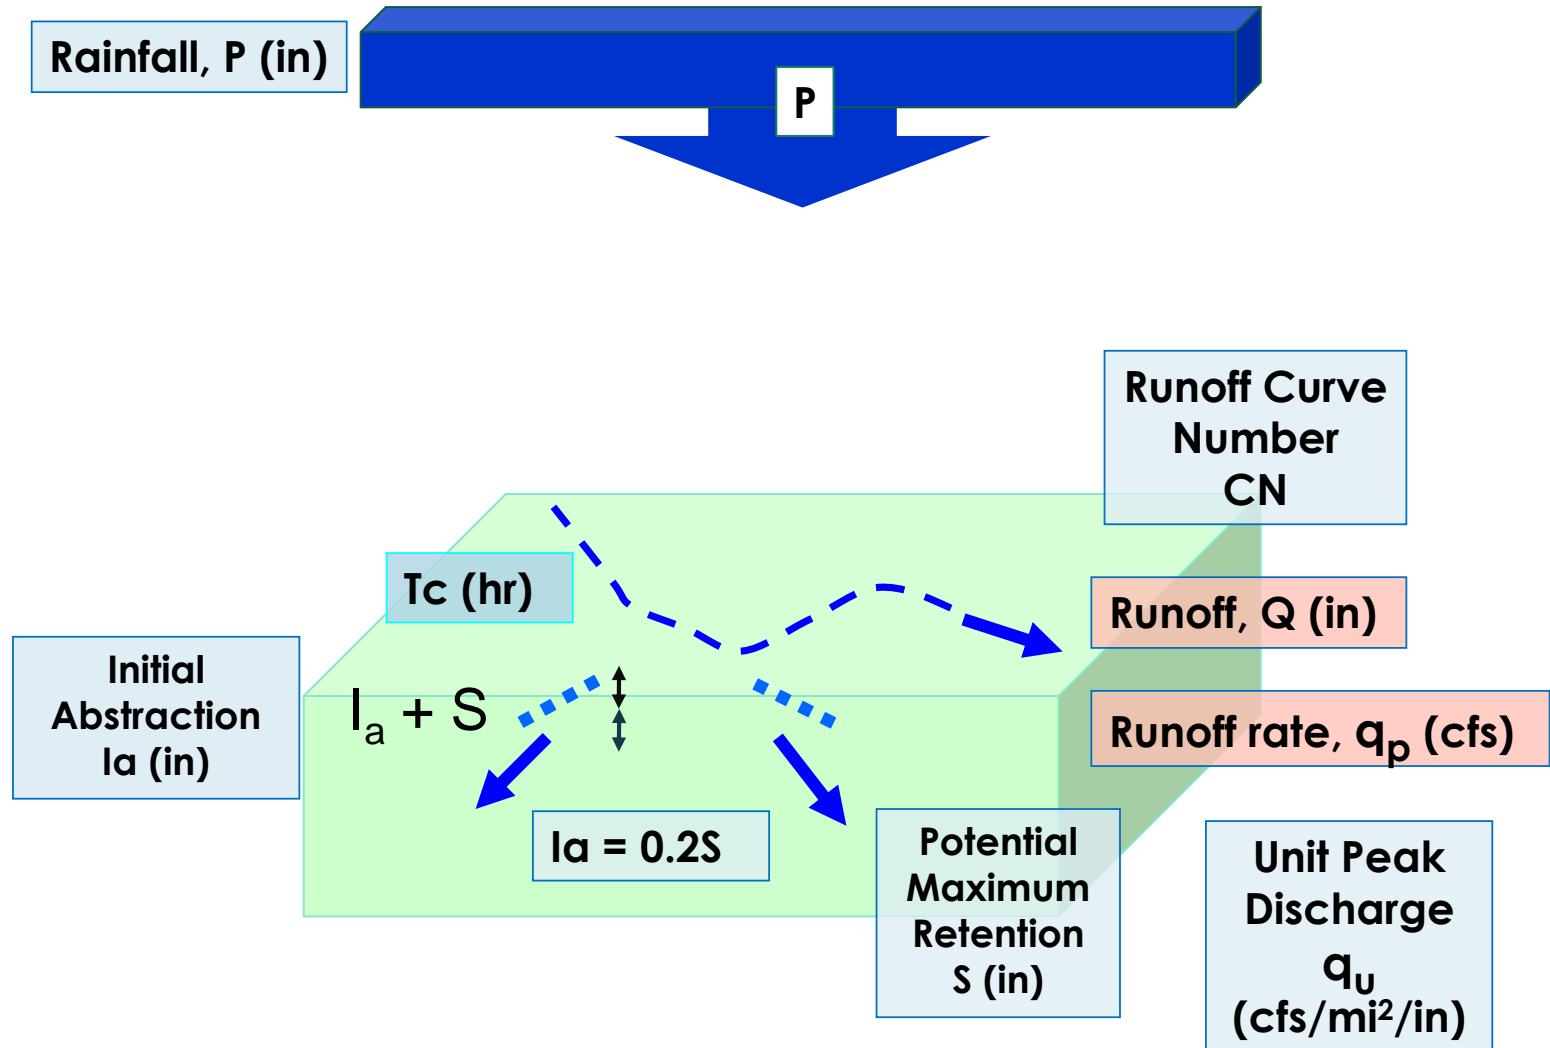 Rainfall, P (in)
P
Runoff Curve
Number
CN
Tc (hr)
Runoff, Q (in)
Initial
Abstraction
Ia (in)
Iₐ + S
Runoff rate, qₚ (cfs)
Ia = 0.2S
Potential
Maximum
Retention
S (in)
Unit Peak
Discharge
qᵤ
(cfs/mi²/in)